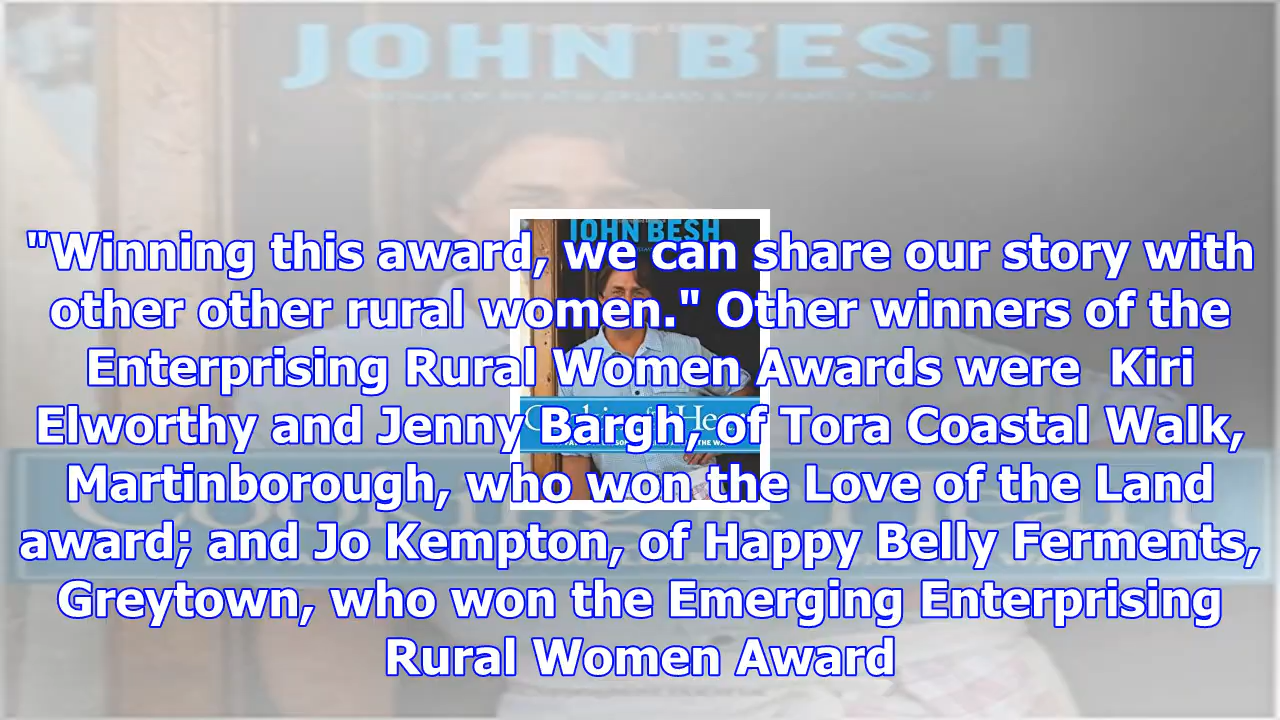 JOHN BESH
JOHN BESH
"Winning this award, we can share our story with
other other rural women." Other winners of the
Enterprising Rural Women Awards were Kiri
Elworthy and Jenny Bargh, of Tora Coastal Walk,
Martinborough, who won the Love of the Land
award; and Jo Kempton, of Happy Belly Ferments,
Greytown, who won the Emerging Enterprising
Rural Women Award